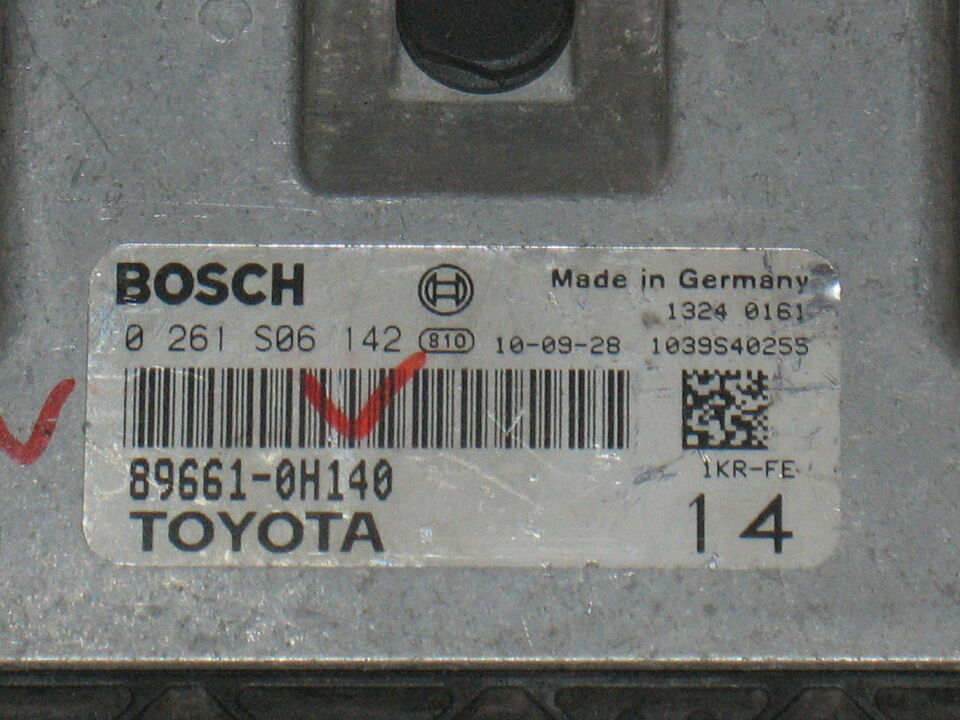 BOSCH
Made in Germany
1324 0161
0 261 S06 142 810 10-09-28 1039S40255
89661-0H140
1KR-FE
TOYOTA
14